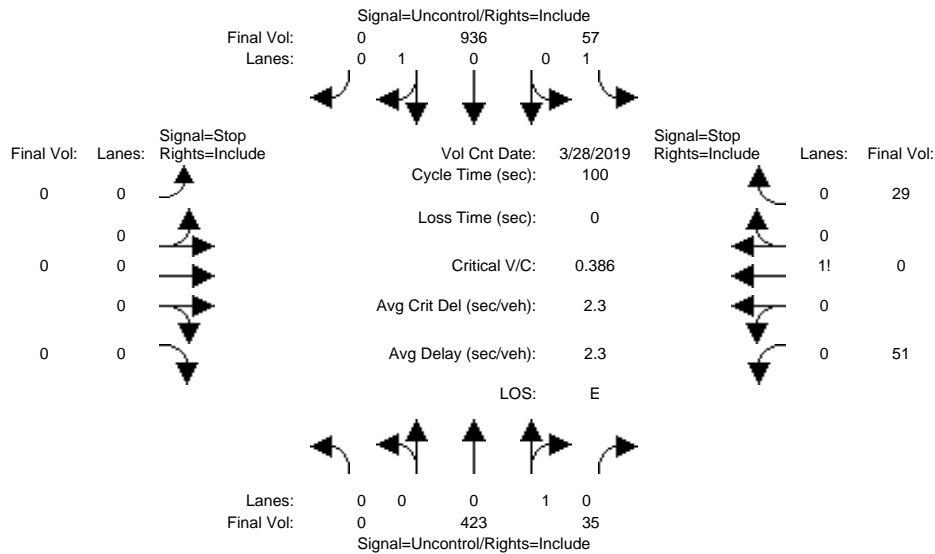 Signal=Uncontrol/Rights=Include
Final Vol: 0 936 57
Lanes: 0 1 0 0 1
Signal=Stop Signal=Stop
Final Vol: Lanes: Rights=Include Vol Cnt Date: 3/28/2019 Rights=Include Lanes: Final Vol:
Cycle Time (sec): 100
0 0 0 29
Loss Time (sec): 0
0 0
0 0 Critical V/C: 0.386 1! 0
0 Avg Crit Del (sec/veh): 2.3 0
0 0 Avg Delay (sec/veh): 2.3 0 51
LOS: E
Lanes: 0 0 0 1 0
Final Vol: 0 423 35
Signal=Uncontrol/Rights=Include